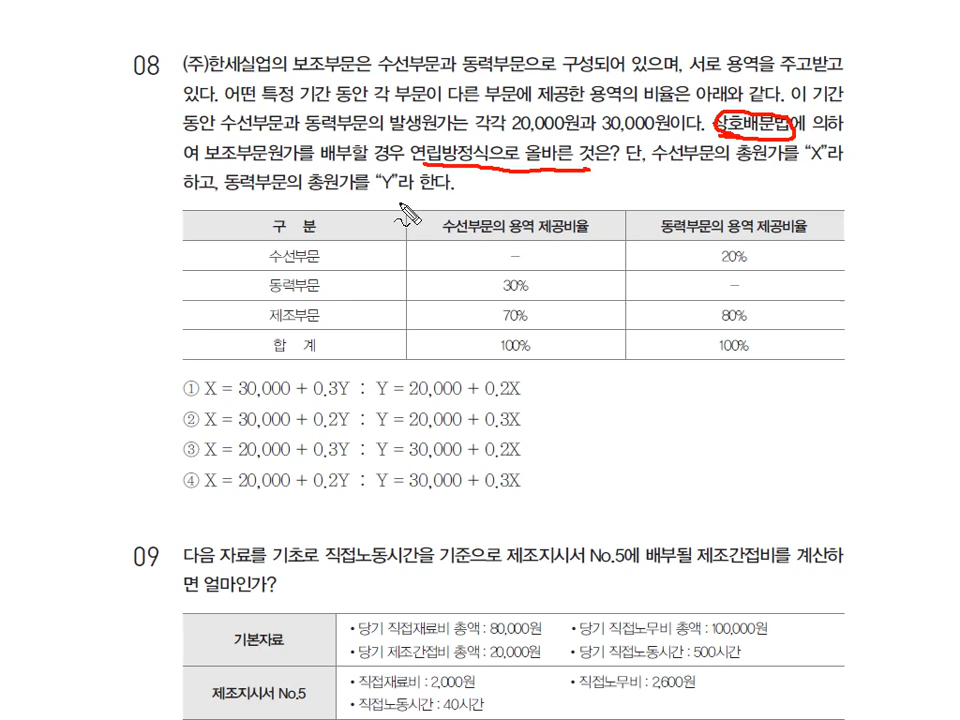 08 (주)한세실업의 보조부문은 수선부문과 동력부문으로 구성되어 있으며, 서로 용역을 주고받고
있다. 어떤 특정 기간 동안 각 부문이 다른 부문에 제공한 용역의 비율은 아래와 같다. 이 기간
동안 수선부문과 동력부문의 발생원가는 각각 20,000원과 30,000원이다. 상호배분법에 의하
여 보조부문원가를 배부할 경우 연립방정식으로 올바른 것은? 단, 수선부문의 총원가를 “X”라
하고, 동력부문의 총원가를 “Y”라 한다.
구 분 수선부문의 용역 제공비율 동력부문의 용역 제공비율
수선부문 – 20%
동력부문 30% –
제조부문 70% 80%
합 계 100% 100%
① X = 30,000 + 0.3Y : Y = 20,000 + 0.2X
② X = 30,000 + 0.2Y : Y = 20,000 + 0.3X
③ X = 20,000 + 0.3Y : Y = 30,000 + 0.2X
④ X = 20,000 + 0.2Y : Y = 30,000 + 0.3X
09 다음 자료를 기초로 직접노동시간을 기준으로 제조지시서 No.5에 배부될 제조간접비를 계산하
면 얼마인가?
기본자료 • 당기 직접재료비 총액 : 80,000원 • 당기 직접노무비 총액 : 100,000원
• 당기 제조간접비 총액 : 20,000원 • 당기 직접노동시간 : 500시간
제조지시서 No.5 • 직접재료비 : 2,000원 • 직접노무비 : 2,600원
• 직접노동시간 : 40시간